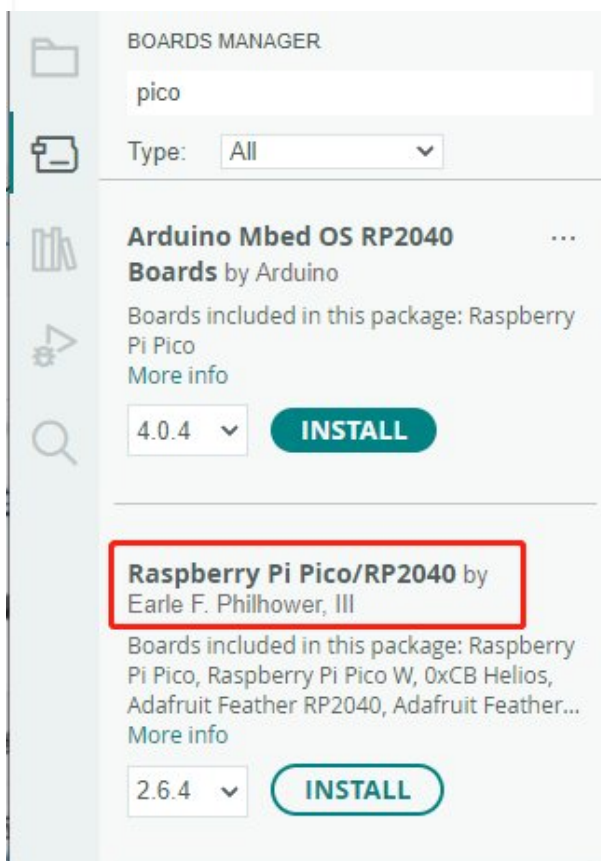 BOARDS MANAGER
pico
Type: All
Arduino Mbed OS RP2040
Boards by Arduino
Boards included in this package: Raspberry
Pi Pico
More info
4.0.4 INSTALL
Raspberry Pi Pico/RP2040 by
Earle F. Philhower, III
Boards included in this package: Raspberry
Pi Pico, Raspberry Pi Pico W, 0xCB Helios,
Adafruit Feather RP2040, Adafruit Feather...
More info
2.6.4 INSTALL